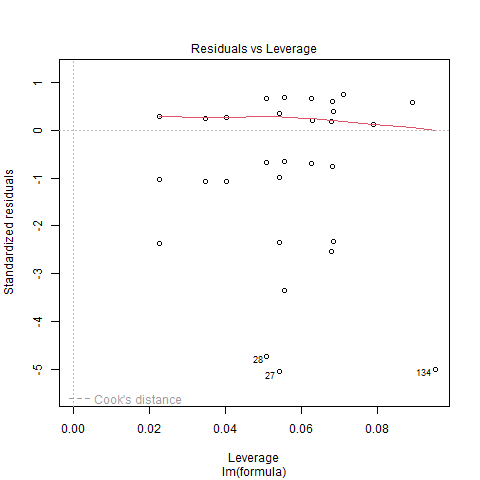 Residuals vs Leverage
Standardized residuals
1
0
-1
-2
-3
-4
-5
28
27
134
Cook's distance
0.00 0.02 0.04 0.06 0.08
Leverage
lm(formula)